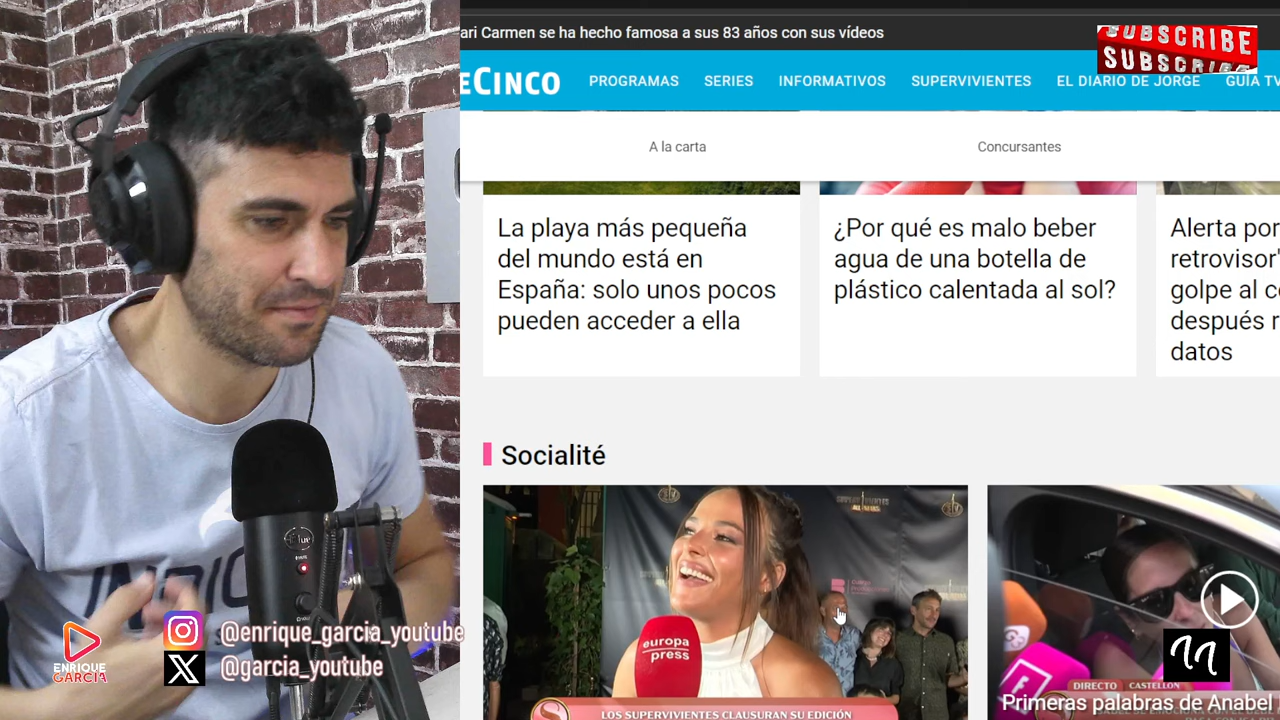 ari Carmen se ha hecho famosa a sus 83 años con sus vídeos
SUBSCRIBE
SUBSCRIBE
eCINCO
PROGRAMAS
SERIES
INFORMATIVOS
SUPERVIVIENTES
EL DIARIO DE JORGE
GUÍA TV
A la carta
Concursantes
La playa más pequeña
del mundo está en
España: solo unos pocos
pueden acceder a ella
¿Por qué es malo beber
agua de una botella de
plástico calentada al sol?
Alerta por
retrovisor'
golpe al c
después r
datos
Socialité
europa
press
LOS SUPERVIVIENTES CLAUSURAN SU EDICIÓN
DIRECTO CASTELLÓN
Primeras palabras de Anabel
Blue
INDIC
ENRIQUE
GARCIA
@enrique_garcia_youtube
@garcia_youtube